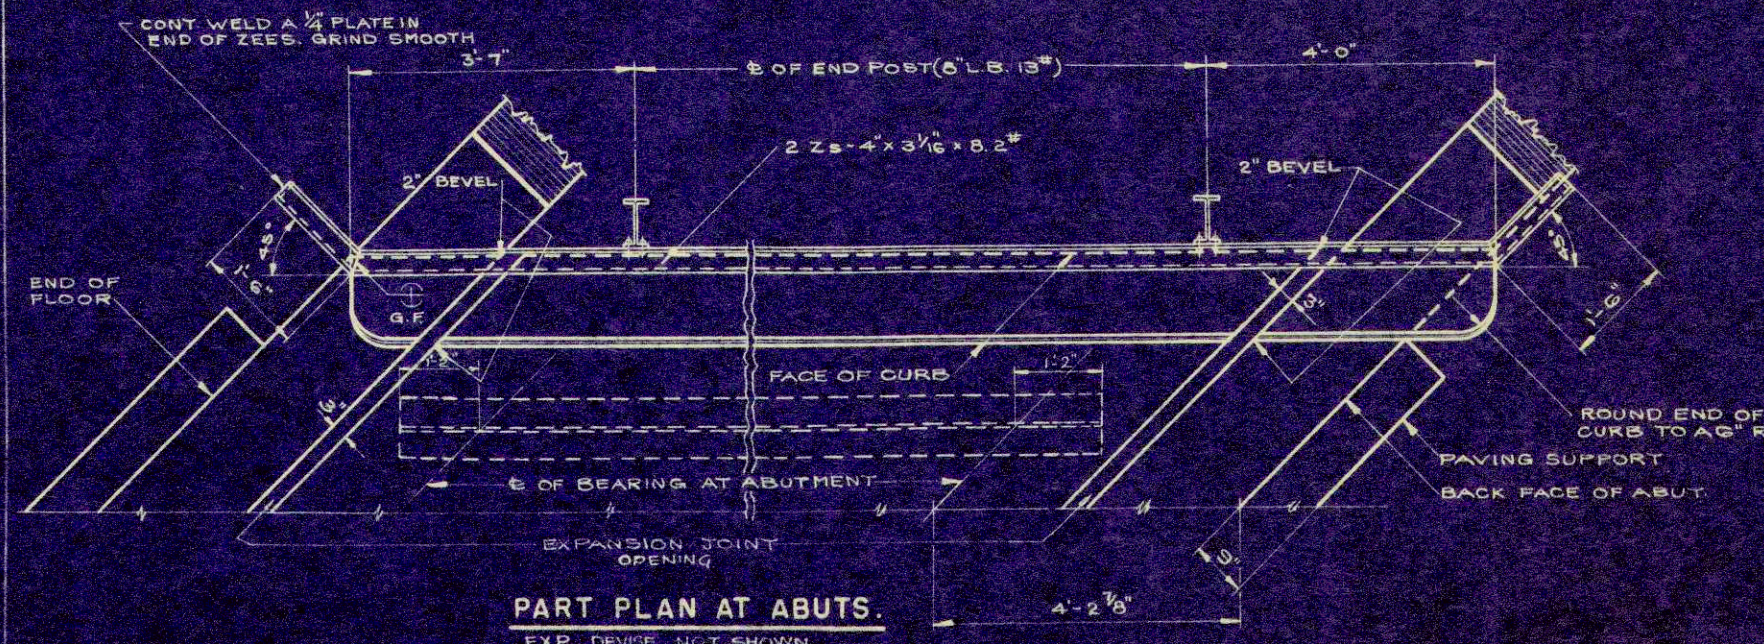 CONT. WELD A 1/4" PLATE IN
END OF ZEES. GRIND SMOOTH
3'-7"
℄ OF END POST (8" L.B. 13#)
4'-0"
2 Zs - 4" x 3 1/16 x 8.2#
2" BEVEL
2" BEVEL
45°
45°
1'-6"
1'-6"
END OF
FLOOR
G.F.
3"
3"
1'-2"
FACE OF CURB
1'-2"
ROUND END OF
CURB TO A 6" R
PAVING SUPPORT
BACK FACE OF ABUT.
℄ OF BEARING AT ABUTMENT
EXPANSION JOINT
OPENING
9"
4'-2 7/8"
PART PLAN AT ABUTS.
EXP. DEVICE NOT SHOWN